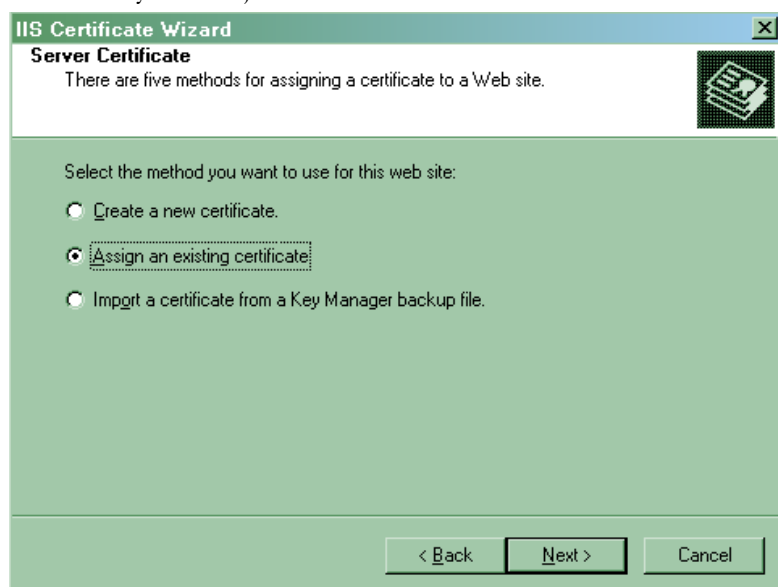 IIS Certificate Wizard
Server Certificate
There are five methods for assigning a certificate to a Web site.
Select the method you want to use for this web site:
Create a new certificate.
Assign an existing certificate
Import a certificate from a Key Manager backup file.
< Back
Next >
Cancel